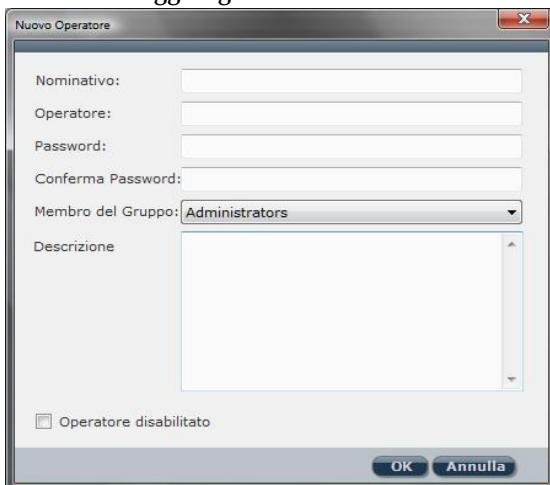 Nuovo Operatore
Nominativo:
Operatore:
Password:
Conferma Password:
Membro del Gruppo: Administrators
Descrizione
Operatore disabilitato
OK Annulla